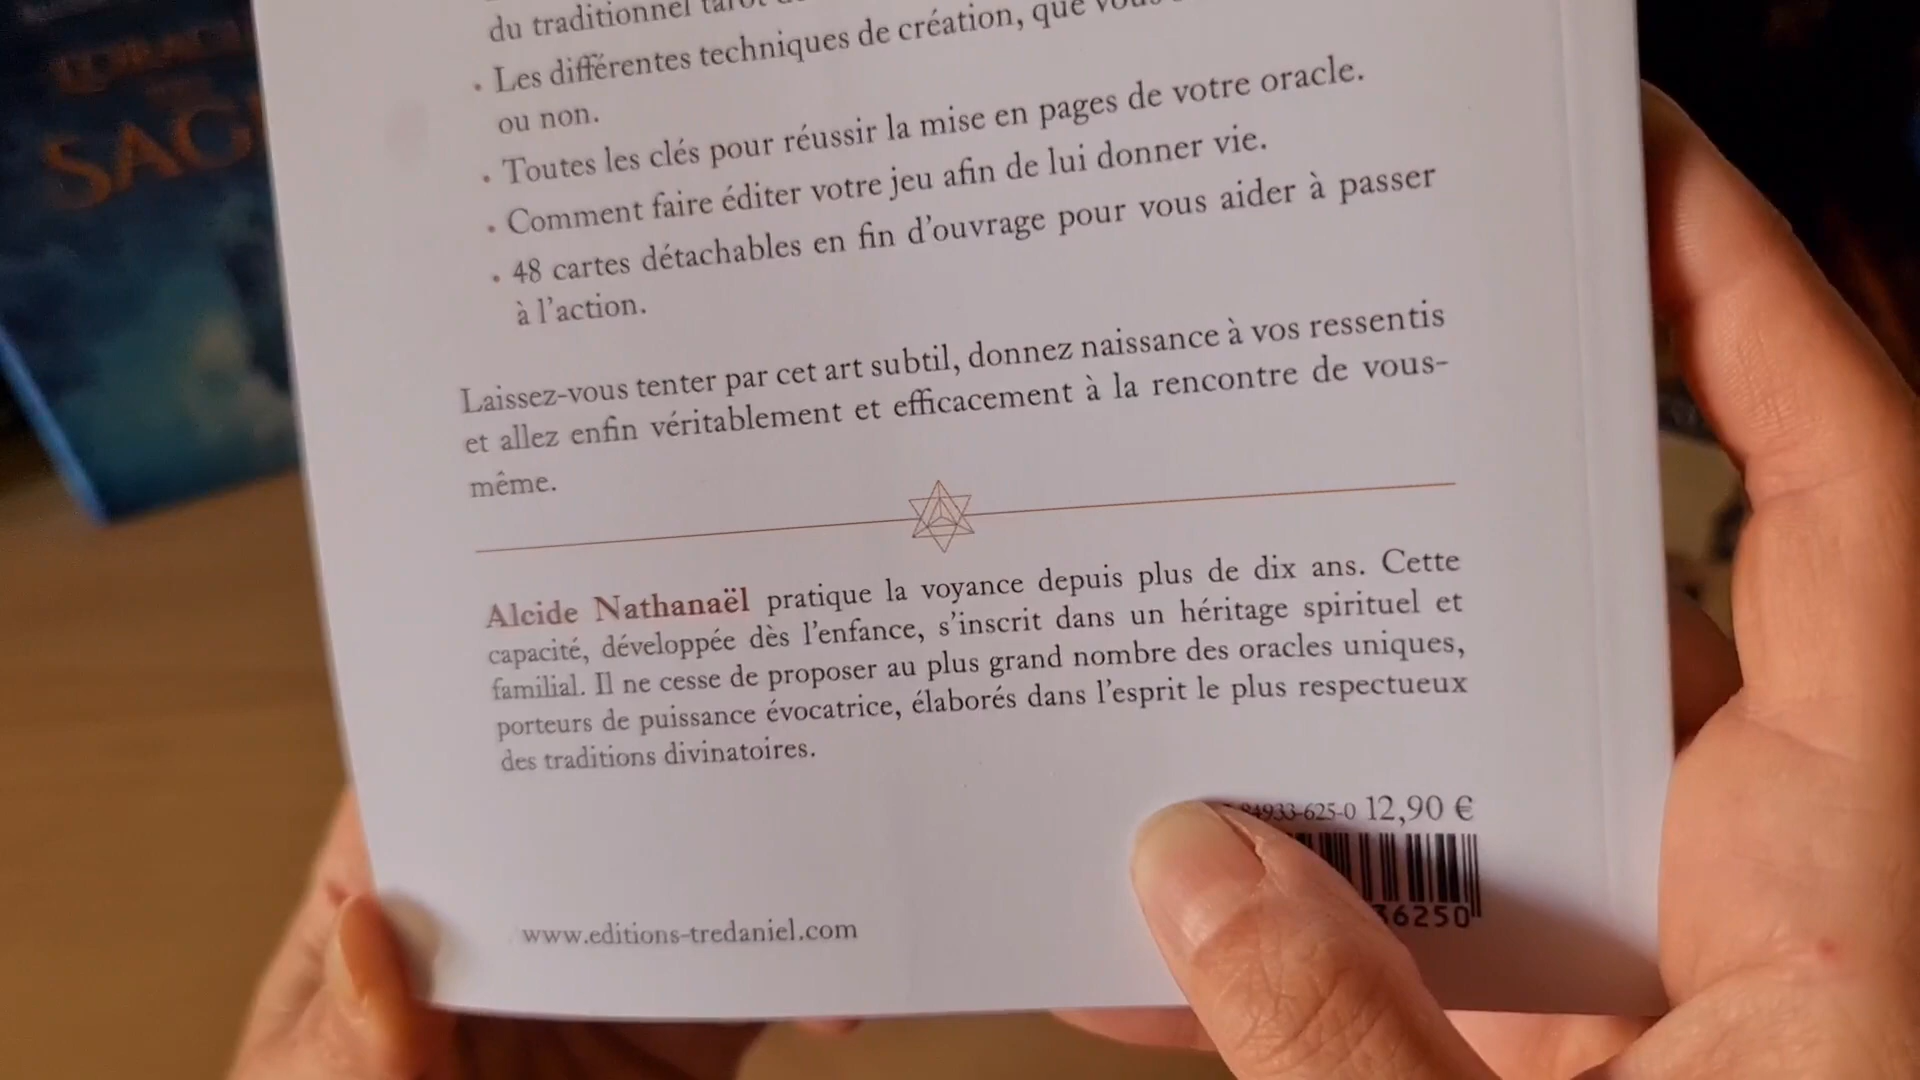 SAG
du traditionnel tarot
· Les différentes techniques de création, que vous
ou non.
· Toutes les clés pour réussir la mise en pages de votre oracle.
· Comment faire éditer votre jeu afin de lui donner vie.
· 48 cartes détachables en fin d'ouvrage pour vous aider à passer
à l'action.
Laissez-vous tenter par cet art subtil, donnez naissance à vos ressentis
et allez enfin véritablement et efficacement à la rencontre de vous-
même.
Alcide Nathanaël pratique la voyance depuis plus de dix ans. Cette
capacité, développée dès l'enfance, s'inscrit dans un héritage spirituel et
familial. Il ne cesse de proposer au plus grand nombre des oracles uniques,
porteurs de puissance évocatrice, élaborés dans l'esprit le plus respectueux
des traditions divinatoires.
84933-625-0 12,90 €
36250
www.editions-tredaniel.com